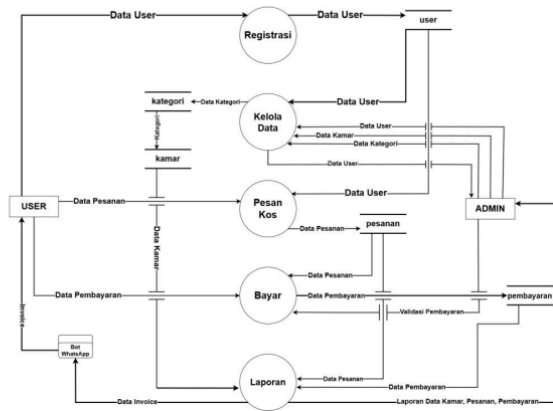 Data User
Registrasi
Data User
user
kategori
Data Kategori
Kelola
Data
Data User
Data User
Data Kamar
Data Kategori
Data User
Kategori
kamar
USER
Data Pesanan
Pesan
Kos
Data User
ADMIN
Data Pesanan
pesanan
Data Kamar
Data Pesanan
Data Pembayaran
Bayar
Data Pembayaran
pembayaran
Validasi Pembayaran
Invoice
Bot
WhatsApp
Laporan
Data Pesanan
Data Pembayaran
Data Invoice
Laporan Data Kamar, Pesanan, Pembayaran